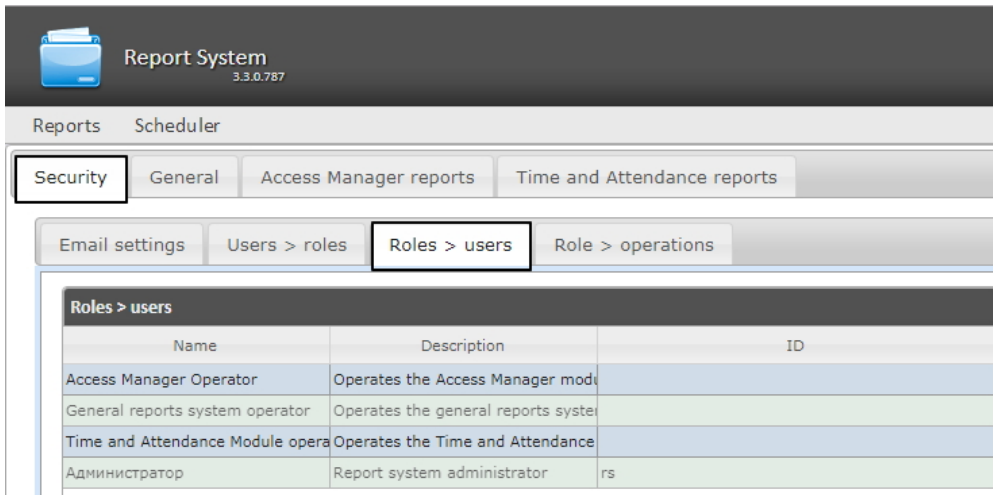 Report System
3.3.0.787
Reports Scheduler
Security General Access Manager reports Time and Attendance reports
Email settings Users > roles Roles > users Role > operations
Roles > users
Name Description ID
Access Manager Operator Operates the Access Manager modu
General reports system operator Operates the general reports syster
Time and Attendance Module opera Operates the Time and Attendance
Администратор Report system administrator rs